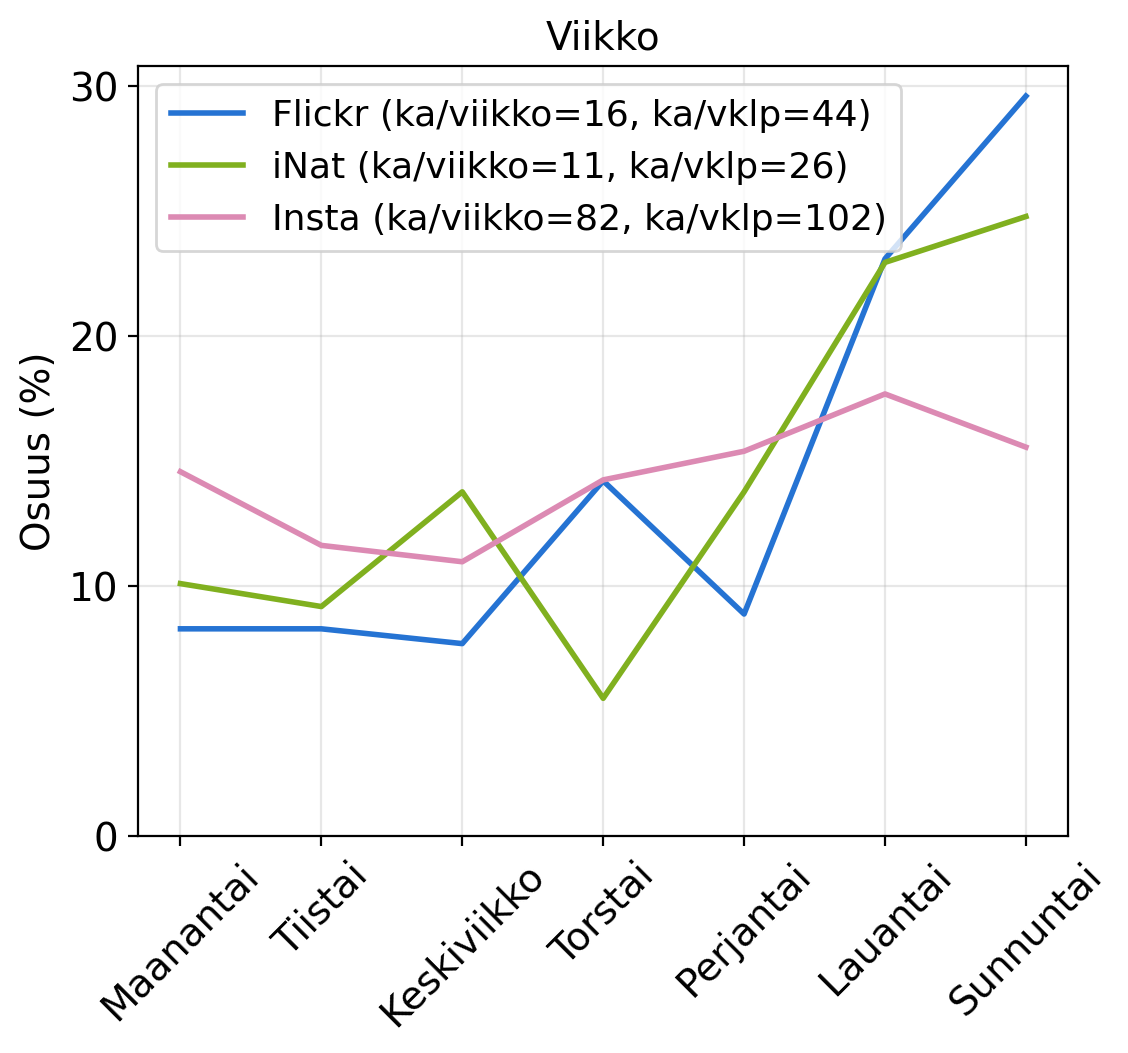 Viikko
Flickr (ka/viikko=16, ka/vklp=44)
iNat (ka/viikko=11, ka/vklp=26)
Insta (ka/viikko=82, ka/vklp=102)
Osuus (%)
30
20
10
0
Maanantai
Tiistai
Keskiviikko
Torstai
Perjantai
Lauantai
Sunnuntai